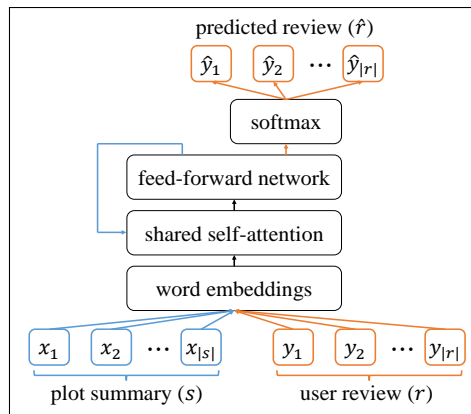 predicted review (r̂)
ŷ₁ ŷ₂ ⋯ ŷ|r|
softmax
feed-forward network
shared self-attention
word embeddings
x₁ x₂ ⋯ x|s| y₁ y₂ ⋯ y|r|
plot summary (s) user review (r)